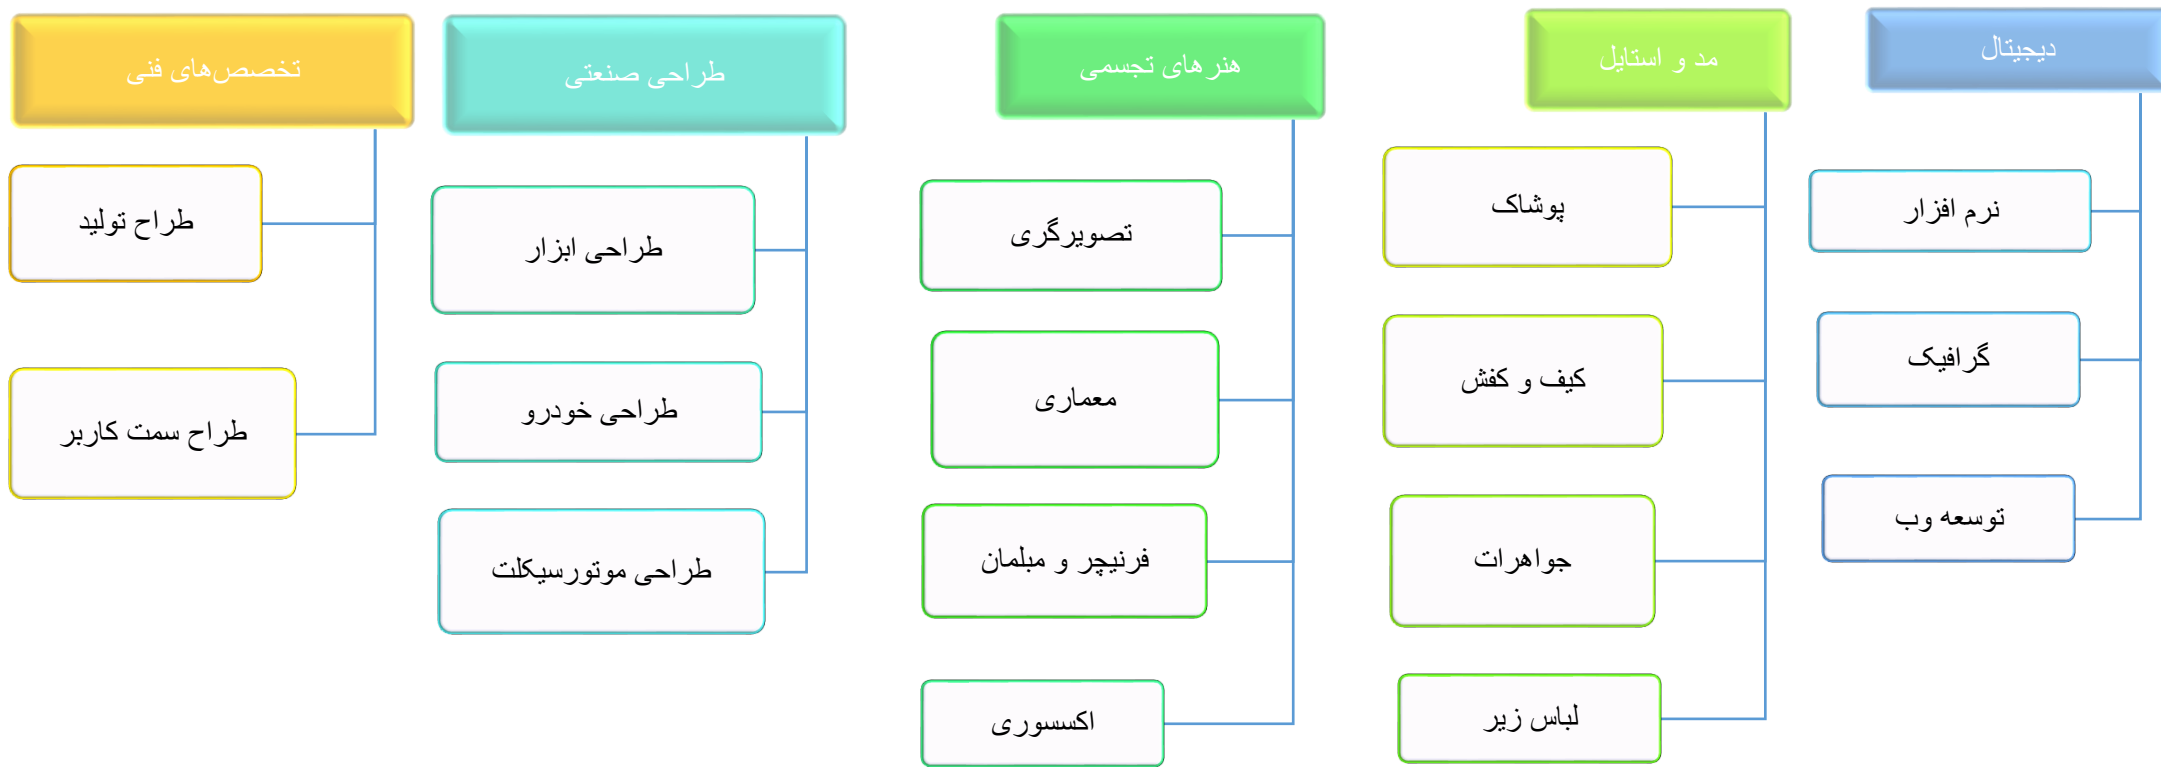 دیجیتال
نرم افزار
گرافیک
توسعه وب
مد و استایل
پوشاک
کیف و کفش
جواهرات
لباس زیر
هنرهای تجسمی
تصویرگری
معماری
فرنیچر و مبلمان
اکسسوری
طراحی صنعتی
طراحی ابزار
طراحی خودرو
طراحی موتورسیکلت
تخصص‌های فنی
طراح تولید
طراح سمت کاربر